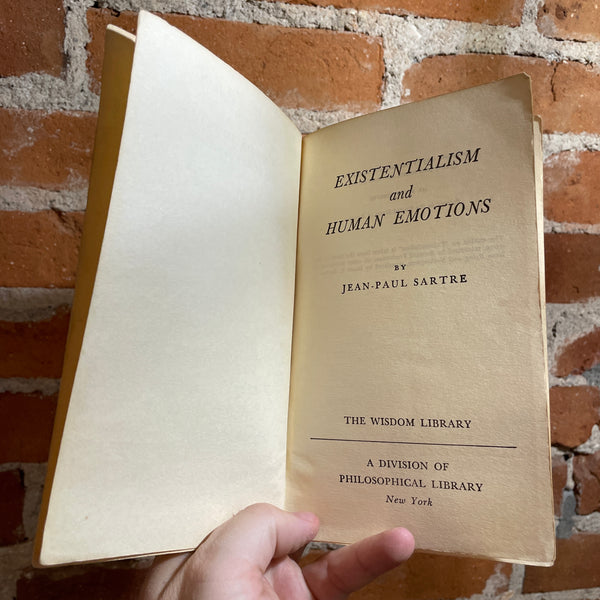 EXISTENTIALISM
and
HUMAN EMOTIONS
BY
JEAN-PAUL SARTRE
THE WISDOM LIBRARY
A DIVISION OF
PHILOSOPHICAL LIBRARY
New York